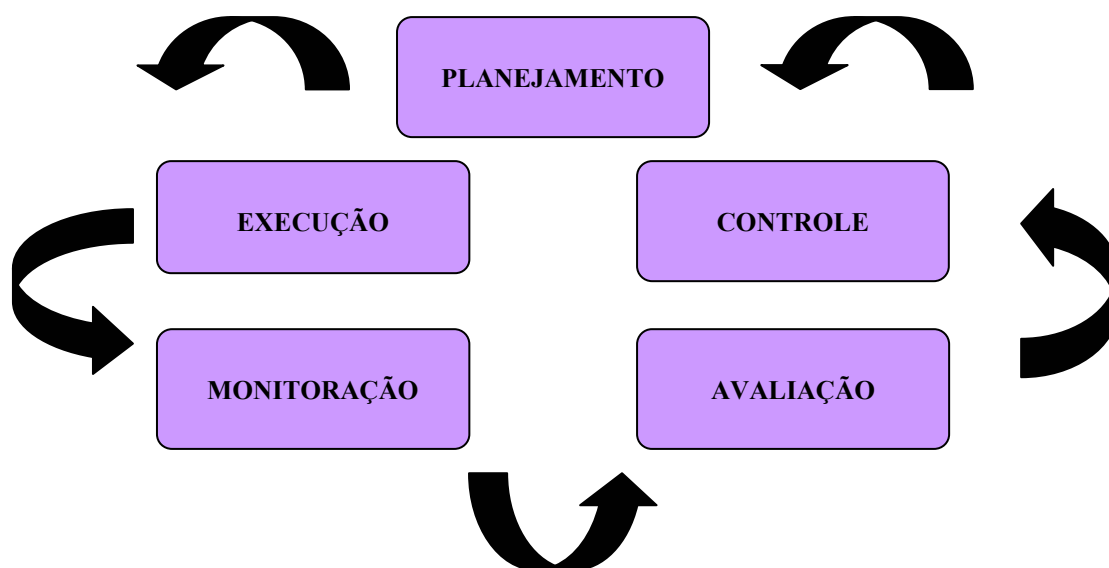 PLANEJAMENTO
EXECUÇÃO
CONTROLE
MONITORAÇÃO
AVALIAÇÃO